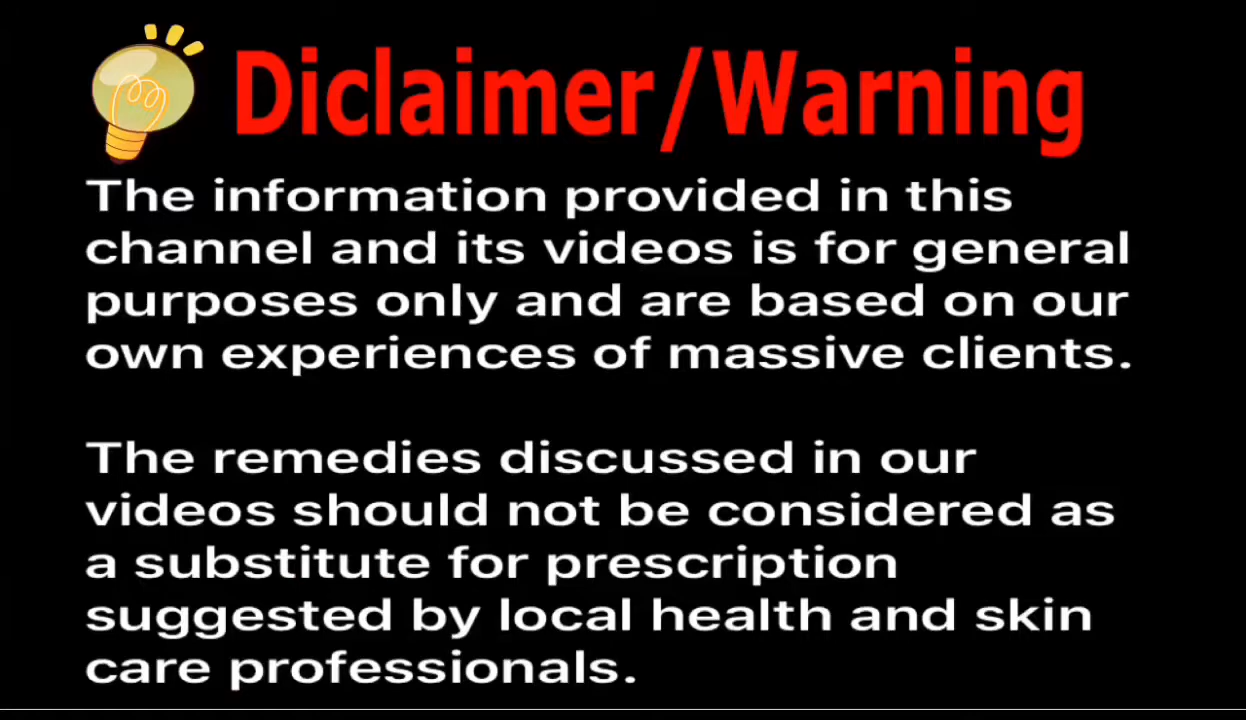 Diclaimer/Warning
The information provided in this
channel and its videos is for general
purposes only and are based on our
own experiences of massive clients.
The remedies discussed in our
videos should not be considered as
a substitute for prescription
suggested by local health and skin
care professionals.